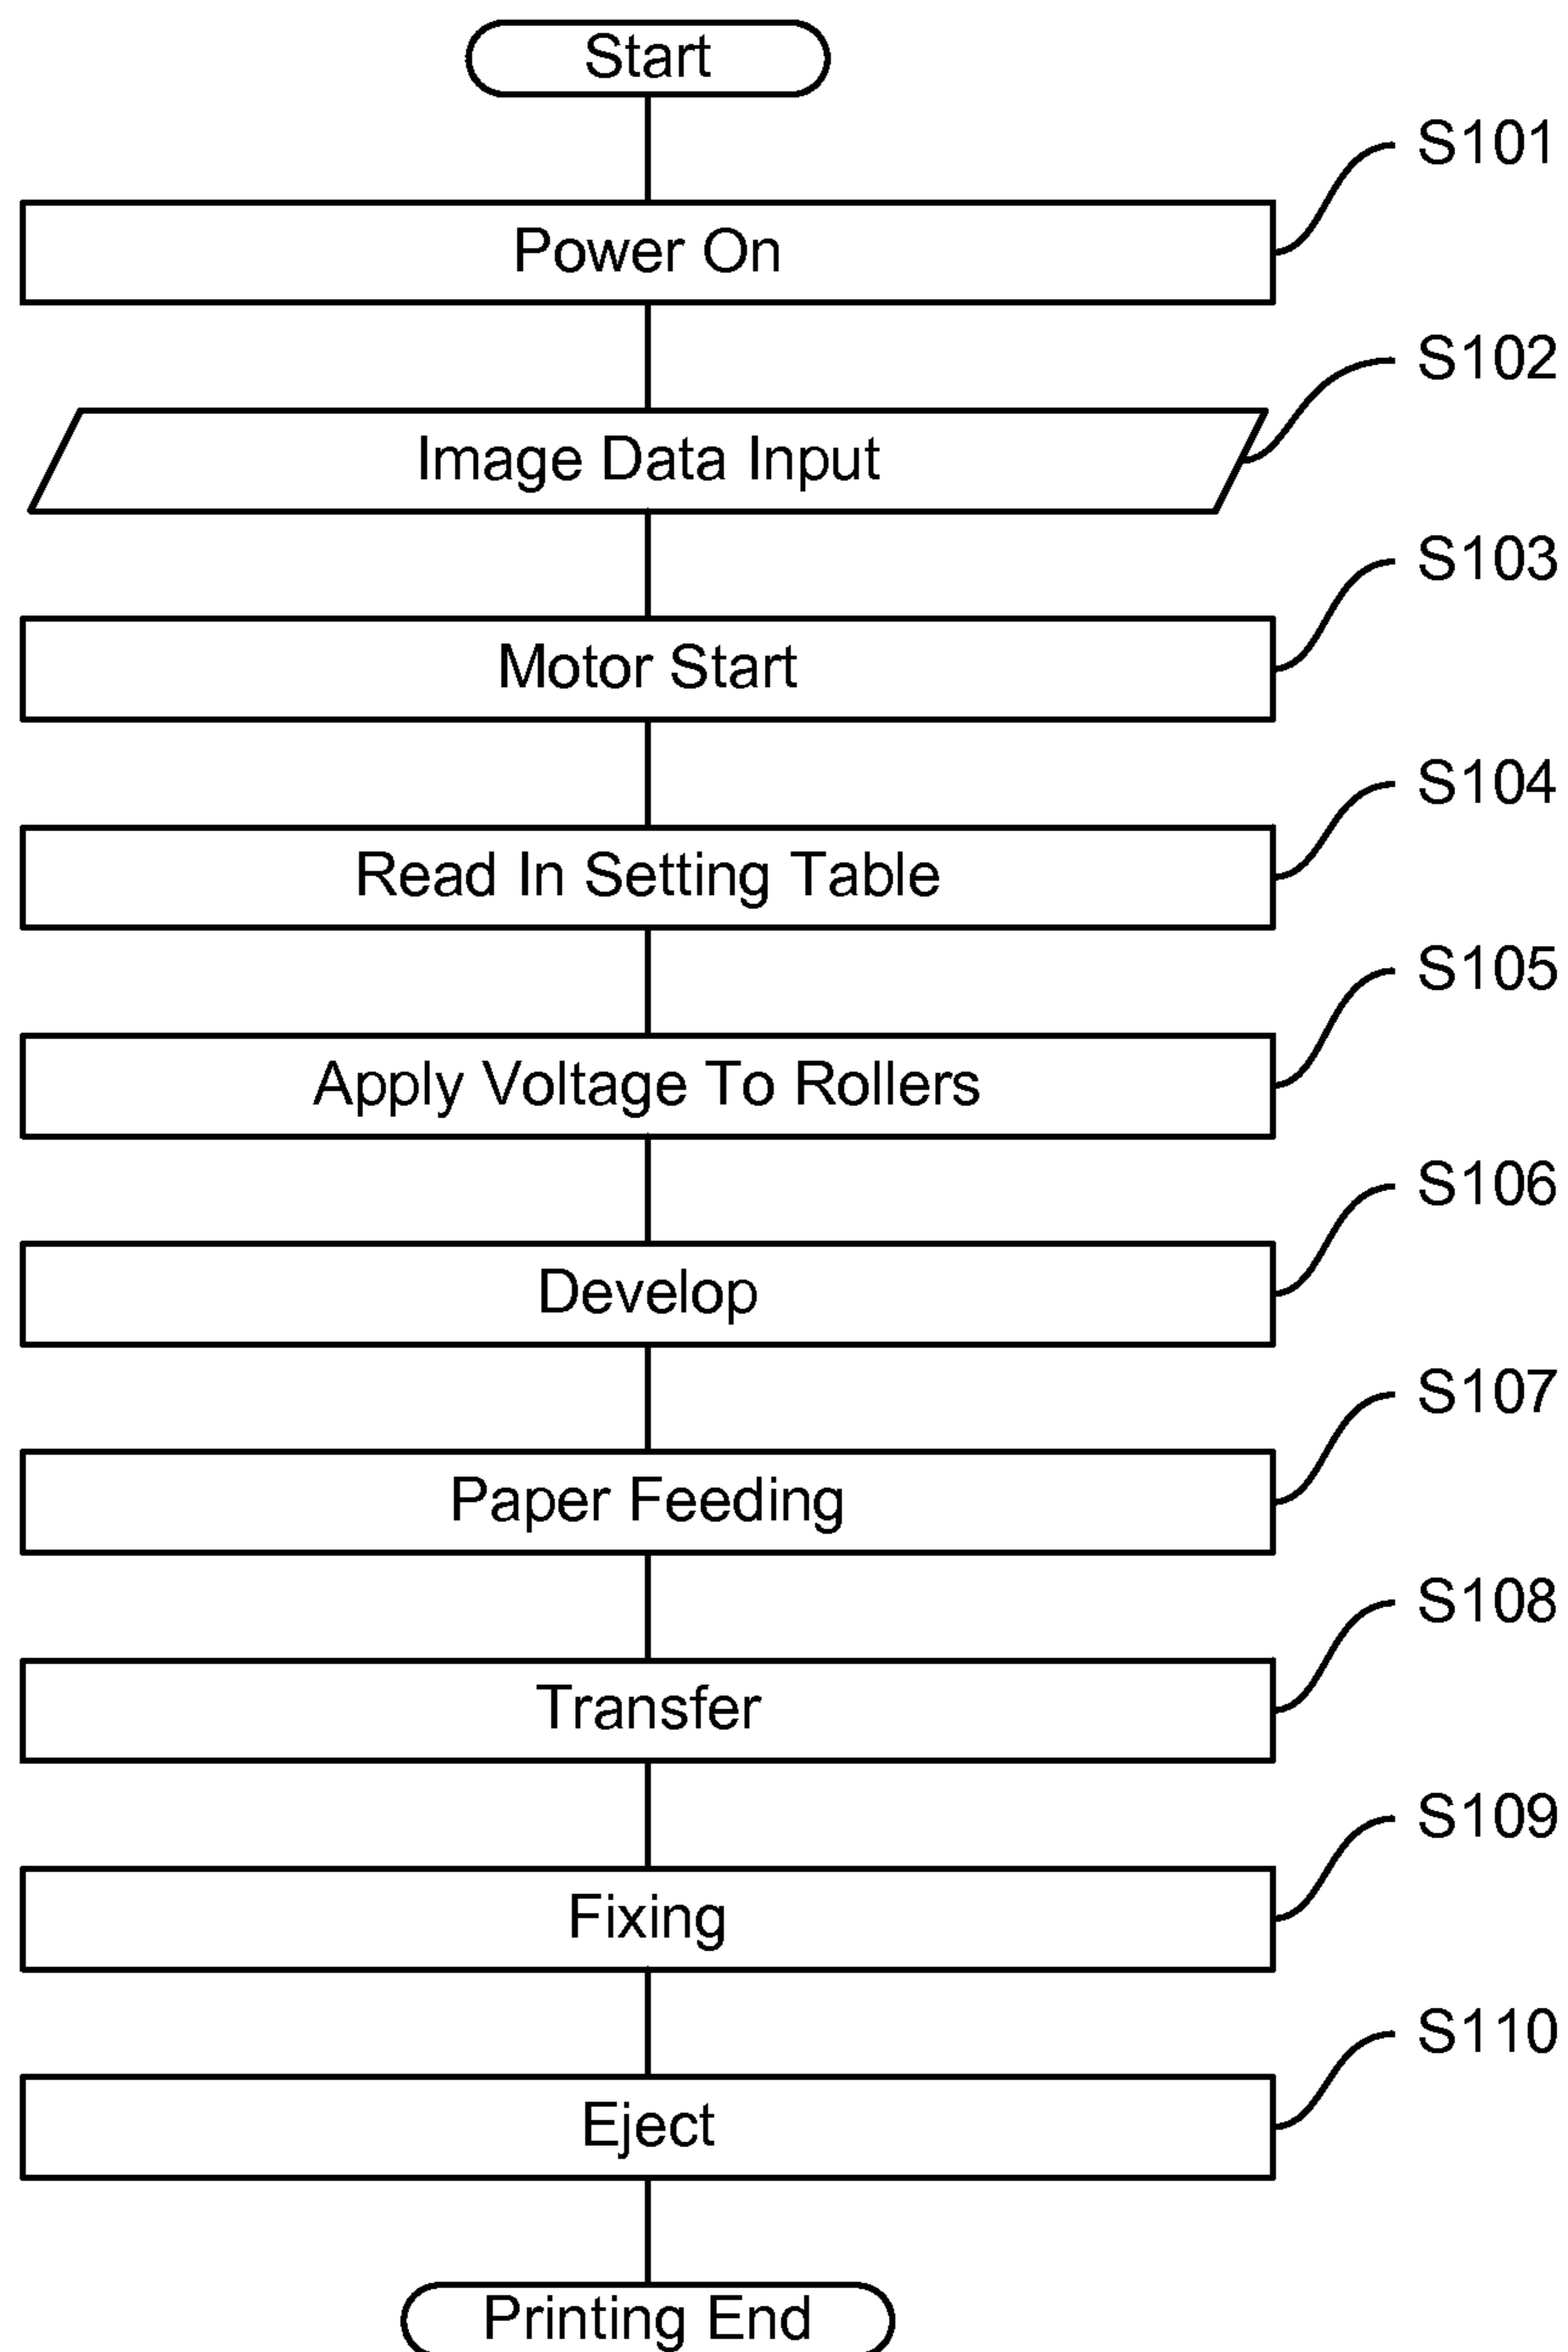 Start
S101
Power On
S102
Image Data Input
S103
Motor Start
S104
Read In Setting Table
S105
Apply Voltage To Rollers
S106
Develop
S107
Paper Feeding
S108
Transfer
S109
Fixing
S110
Eject
Printing End